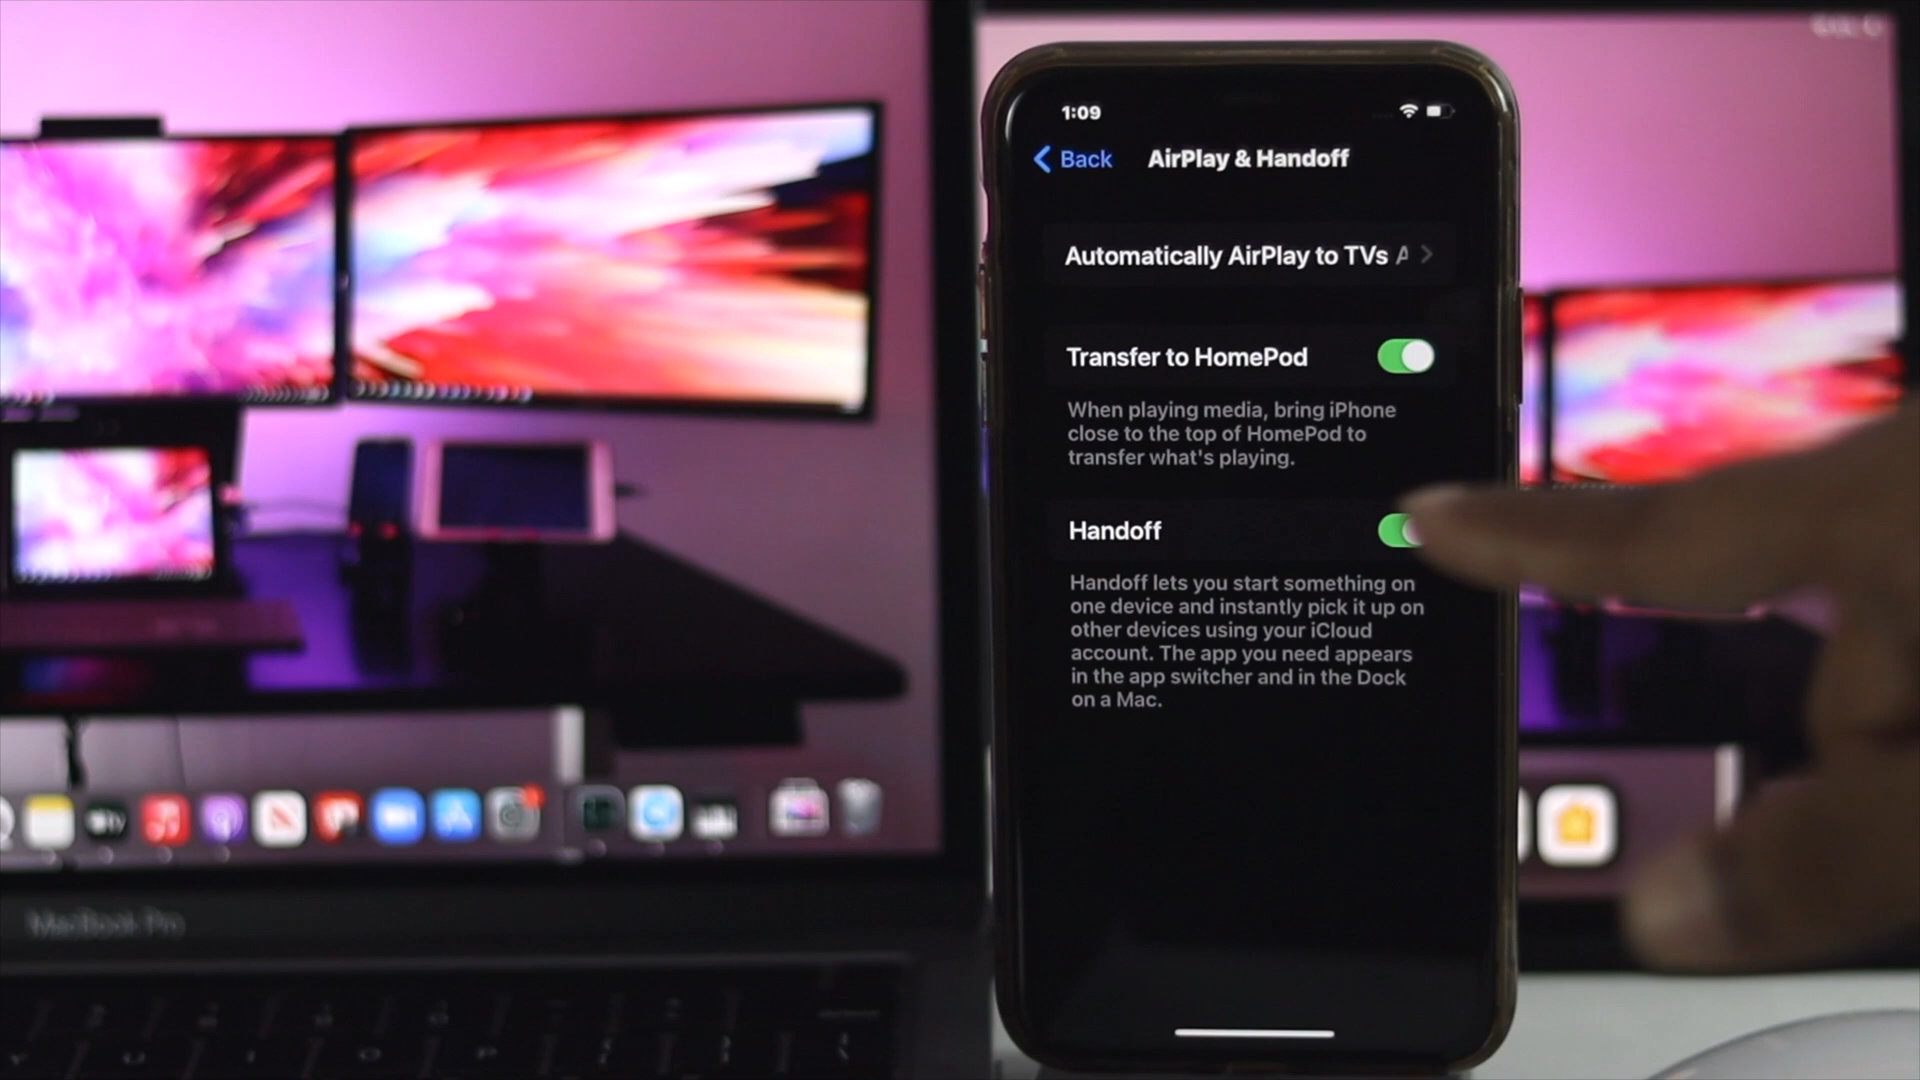 1:09
Back
AirPlay & Handoff
Automatically AirPlay to TVs A
Transfer to HomePod
When playing media, bring iPhone
close to the top of HomePod to
transfer what's playing.
Handoff
Handoff lets you start something on
one device and instantly pick it up on
other devices using your iCloud
account. The app you need appears
in the app switcher and in the Dock
on a Mac.
MacBook Pro